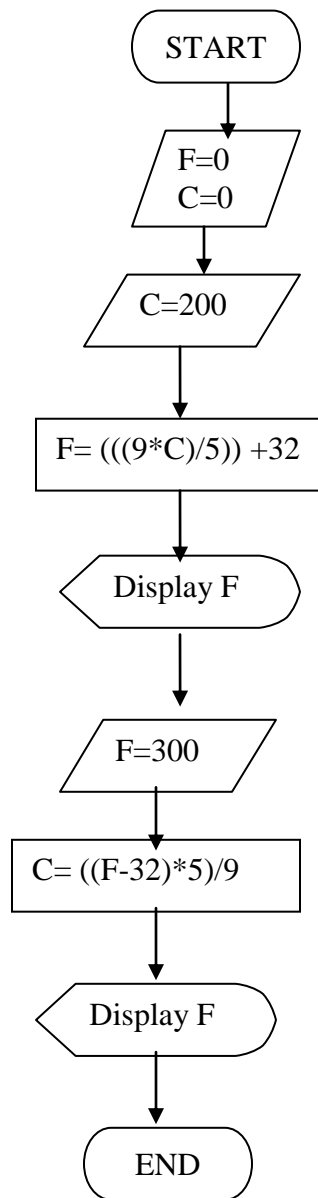 START
F=0
C=0
C=200
F= (((9*C)/5)) +32
Display F
F=300
C= ((F-32)*5)/9
Display F
END